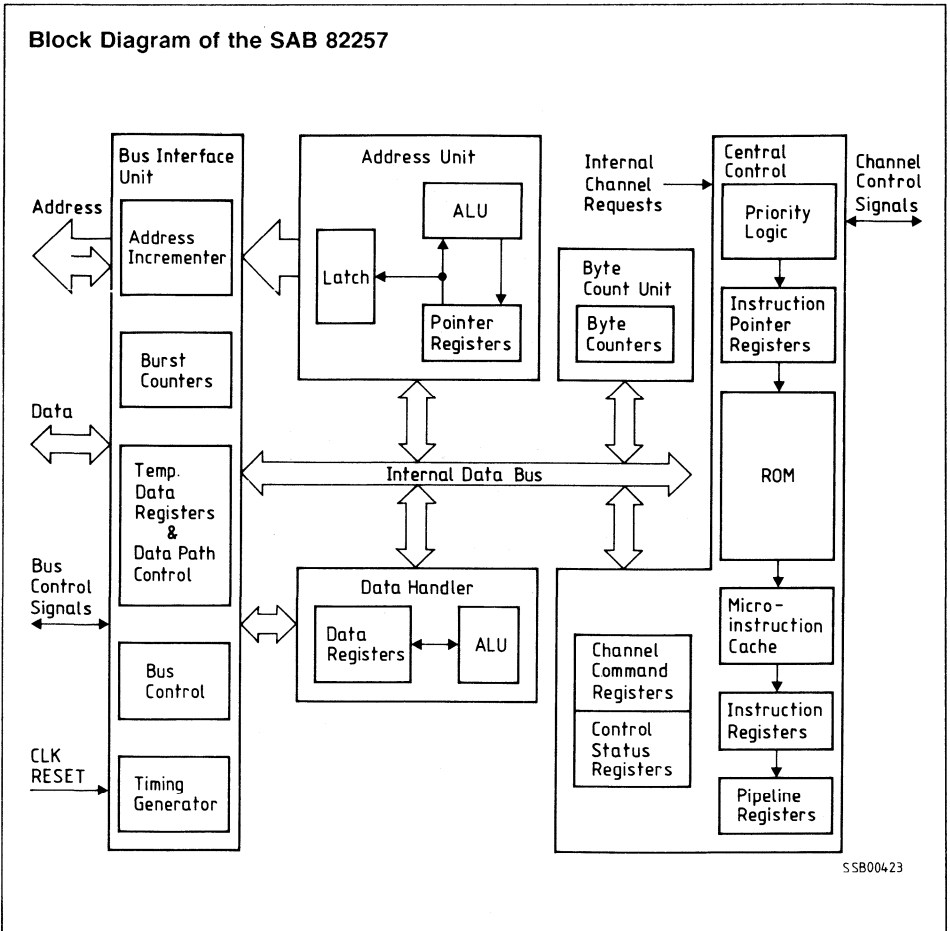 Block Diagram of the SAB 82257
Bus Interface
Unit
Address
Address
Incrementer
Burst
Counters
Data
Temp.
Data
Registers
&
Data Path
Control
Bus
Control
Signals
Bus
Control
CLK
RESET
Timing
Generator
Address Unit
ALU
Latch
Pointer
Registers
Internal Data Bus
Data Handler
Data
Registers
ALU
Internal
Channel
Requests
Byte
Count Unit
Byte
Counters
Central
Control
Channel
Control
Signals
Priority
Logic
Instruction
Pointer
Registers
ROM
Micro-
instruction
Cache
Instruction
Registers
Pipeline
Registers
Channel
Command
Registers
Control
Status
Registers
SSB00423